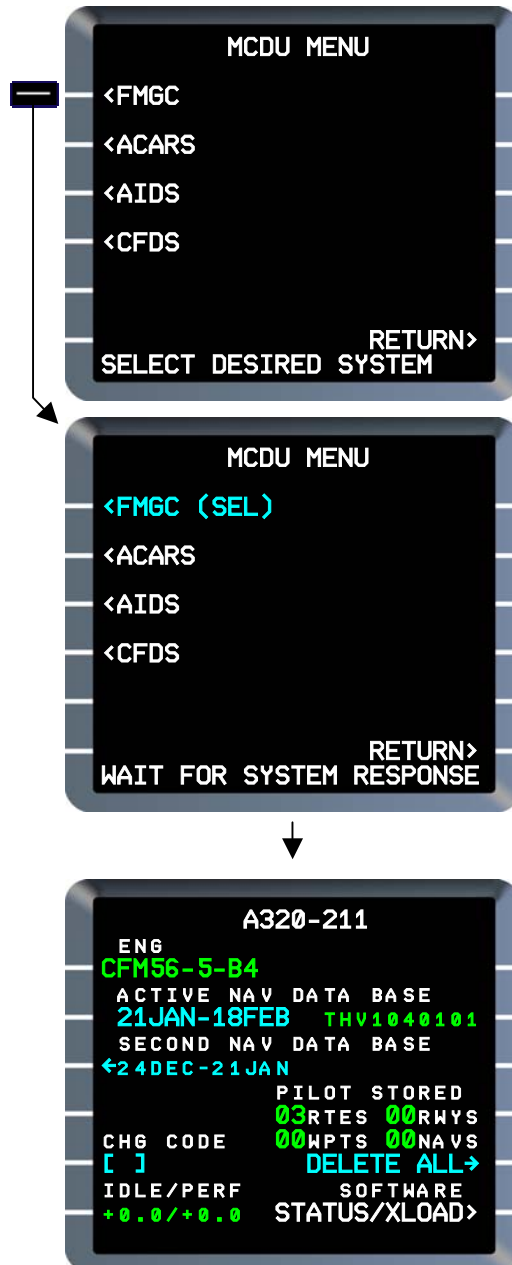 MCDU MENU
<FMGC
<ACARS
<AIDS
<CFDS
RETURN>
SELECT DESIRED SYSTEM
MCDU MENU
<FMGC (SEL)
<ACARS
<AIDS
<CFDS
RETURN>
WAIT FOR SYSTEM RESPONSE
A320-211
ENG
CFM56-5-B4
ACTIVE NAV DATA BASE
21JAN-18FEB THV1040101
SECOND NAV DATA BASE
←24DEC-21JAN
PILOT STORED
03RTES 00RWYS
CHG CODE 00WPTS 00NAVS
[ ] DELETE ALL→
IDLE/PERF SOFTWARE
+0.0/+0.0 STATUS/XLOAD>